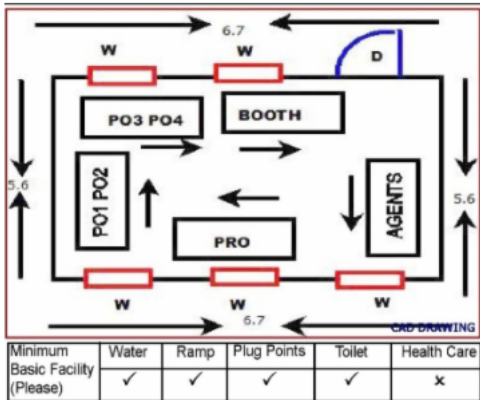 6.7
W W D
PO3 PO4 BOOTH
5.6 PO1 PO2 AGENTS 5.6
PRO
W W W
6.7 CAD DRAWING
Minimum Basic Facility (Please) Water Ramp Plug Points Toilet Health Care
✓ ✓ ✓ ✓ x